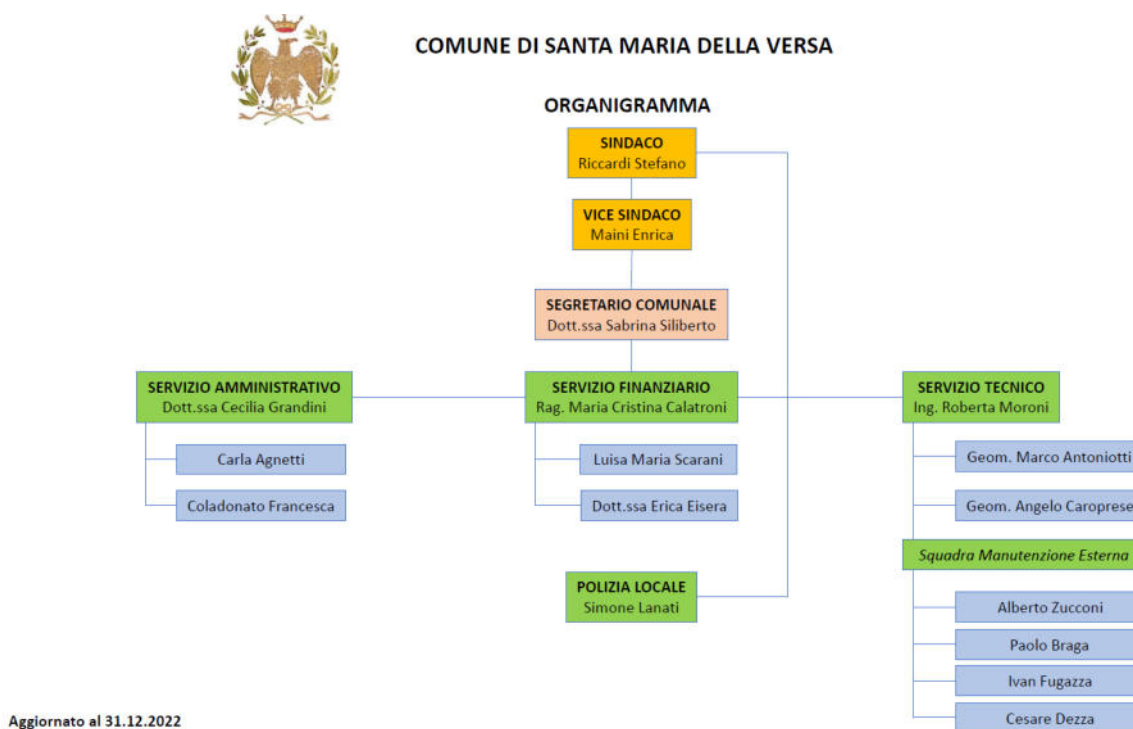 COMUNE DI SANTA MARIA DELLA VERSA
ORGANIGRAMMA
SINDACO
Riccardi Stefano
VICE SINDACO
Maini Enrica
SEGRETARIO COMUNALE
Dott.ssa Sabrina Siliberto
SERVIZIO AMMINISTRATIVO
Dott.ssa Cecilia Grandini
Carla Agnetti
Coladonato Francesca
SERVIZIO FINANZIARIO
Rag. Maria Cristina Calatroni
Luisa Maria Scarani
Dott.ssa Erica Eisera
SERVIZIO TECNICO
Ing. Roberta Moroni
Geom. Marco Antoniotti
Geom. Angelo Caroprese
Squadra Manutenzione Esterna
Alberto Zucconi
Paolo Braga
Ivan Fugazza
Cesare Dezza
POLIZIA LOCALE
Simone Lanati
Aggiornato al 31.12.2022